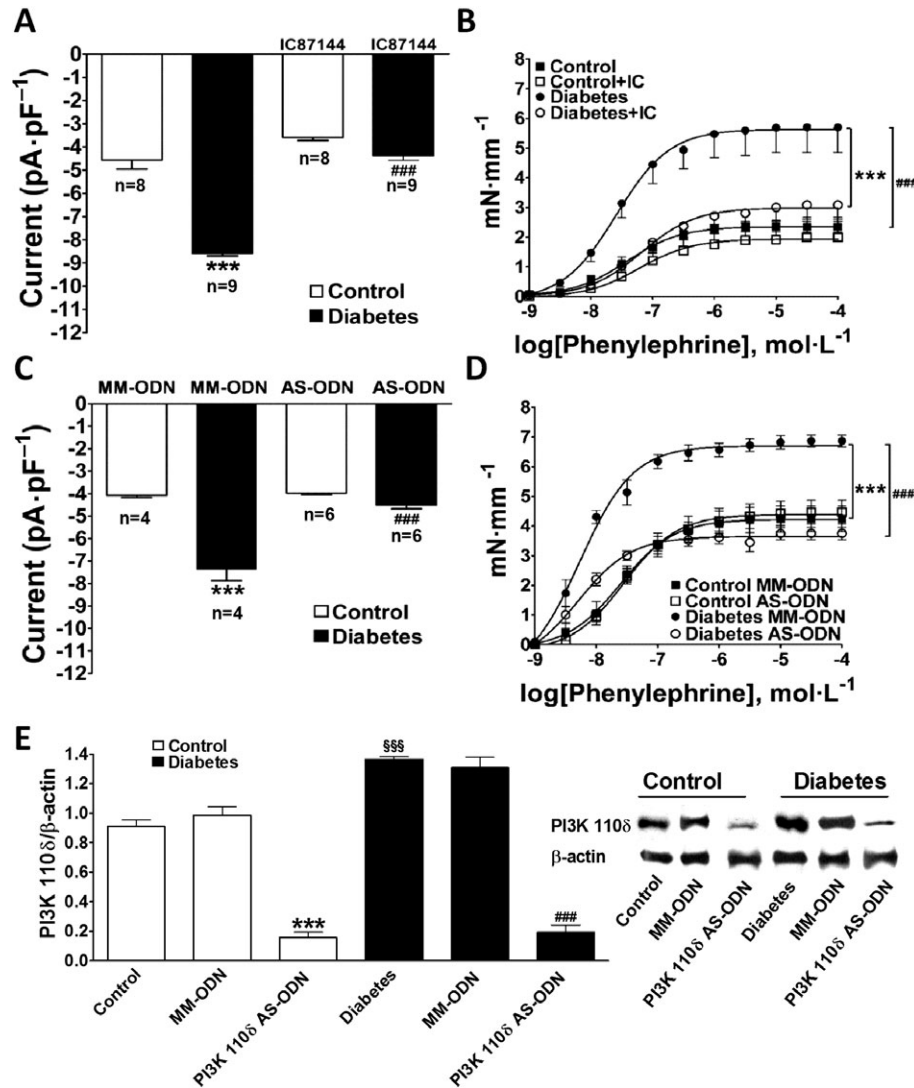 A
IC87144 IC87144
0
-1
-2
-3
-4
-5
-6
-7
-8
-9
-10
-11
-12
Current (pA·pF⁻¹)
n=8
***
n=9
n=8
###
n=9
Control
Diabetes
B
Control
Control+IC
Diabetes
Diabetes+IC
7
6
5
4
3
2
1
0
mN·mm⁻¹
***
###
-9 -8 -7 -6 -5 -4
log[Phenylephrine], mol·L⁻¹
C
MM-ODN MM-ODN AS-ODN AS-ODN
0
-1
-2
-3
-4
-5
-6
-7
-8
-9
-10
-11
-12
Current (pA·pF⁻¹)
n=4
***
n=4
n=6
###
n=6
Control
Diabetes
D
8
7
6
5
4
3
2
1
0
mN·mm⁻¹
***
###
Control MM-ODN
Control AS-ODN
Diabetes MM-ODN
Diabetes AS-ODN
-9 -8 -7 -6 -5 -4
log[Phenylephrine], mol·L⁻¹
E
Control
Diabetes
1.4
1.2
1.0
0.8
0.6
0.4
0.2
0.0
PI3K 110δ/β-actin
***
§§§
###
Control
MM-ODN
PI3K 110δ AS-ODN
Diabetes
MM-ODN
PI3K 110δ AS-ODN
Control Diabetes
PI3K 110δ
β-actin
Control
MM-ODN
PI3K 110δ AS-ODN
Diabetes
MM-ODN
PI3K 110δ AS-ODN